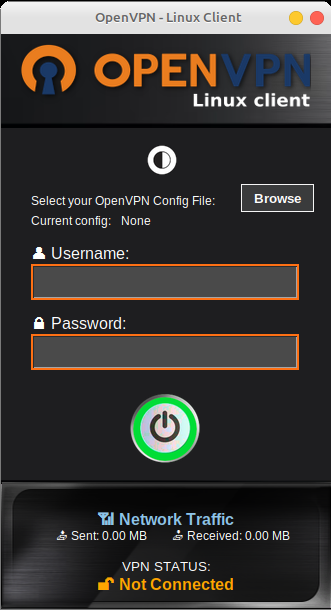 OpenVPN - Linux Client
OPENVPN
Linux client
Select your OpenVPN Config File:
Browse
Current config: None
Username:
Password:
Network Traffic
Sent: 0.00 MB Received: 0.00 MB
VPN STATUS:
Not Connected